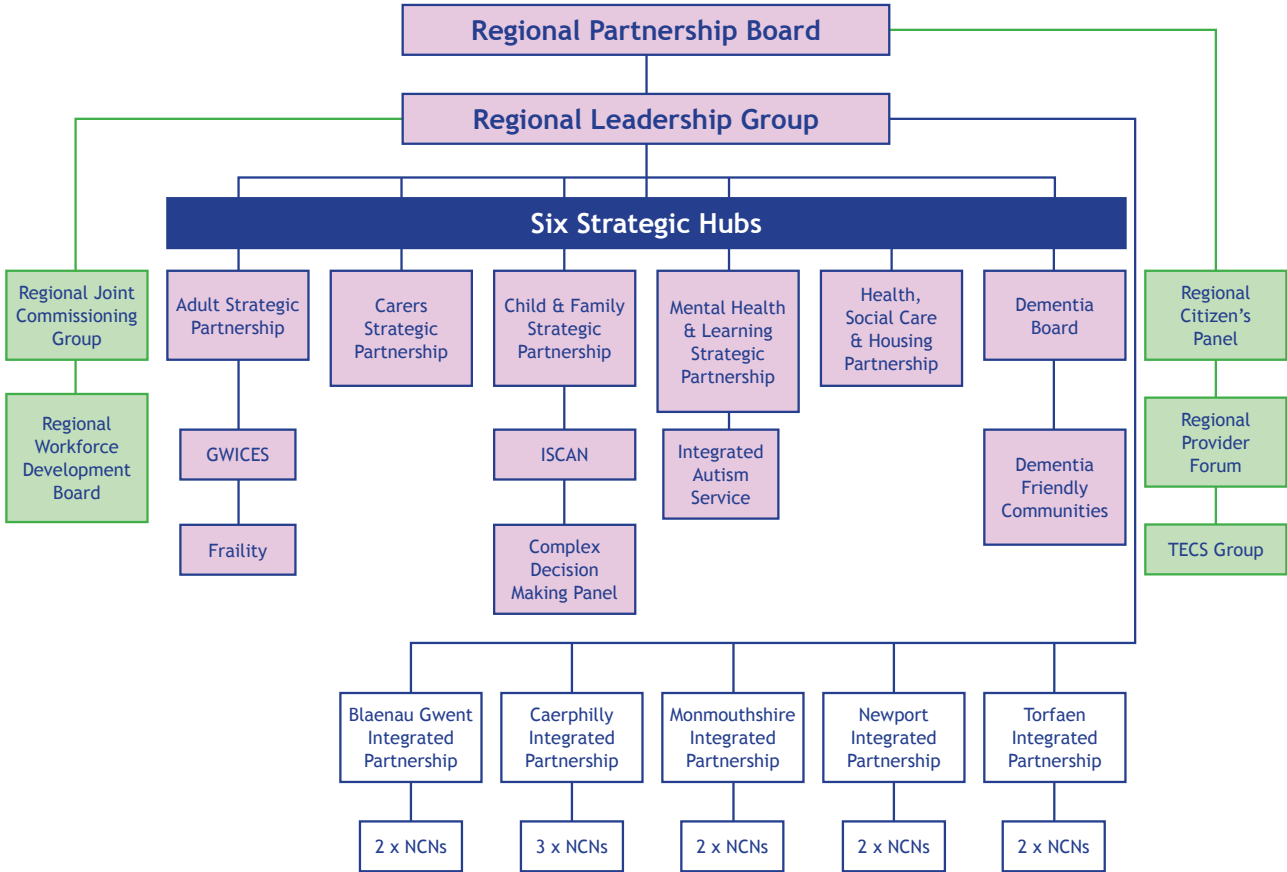 Regional Partnership Board
Regional Leadership Group
Six Strategic Hubs
Regional Joint
Commissioning
Group
Regional
Workforce
Development
Board
Adult Strategic
Partnership
GWICES
Fraility
Carers
Strategic
Partnership
Child & Family
Strategic
Partnership
ISCAN
Complex
Decision
Making Panel
Mental Health
& Learning
Strategic
Partnership
Integrated
Autism
Service
Health,
Social Care
& Housing
Partnership
Dementia
Board
Dementia
Friendly
Communities
Regional
Citizen’s
Panel
Regional
Provider
Forum
TECS Group
Blaenau Gwent
Integrated
Partnership
2 x NCNs
Caerphilly
Integrated
Partnership
3 x NCNs
Monmouthshire
Integrated
Partnership
2 x NCNs
Newport
Integrated
Partnership
2 x NCNs
Torfaen
Integrated
Partnership
2 x NCNs